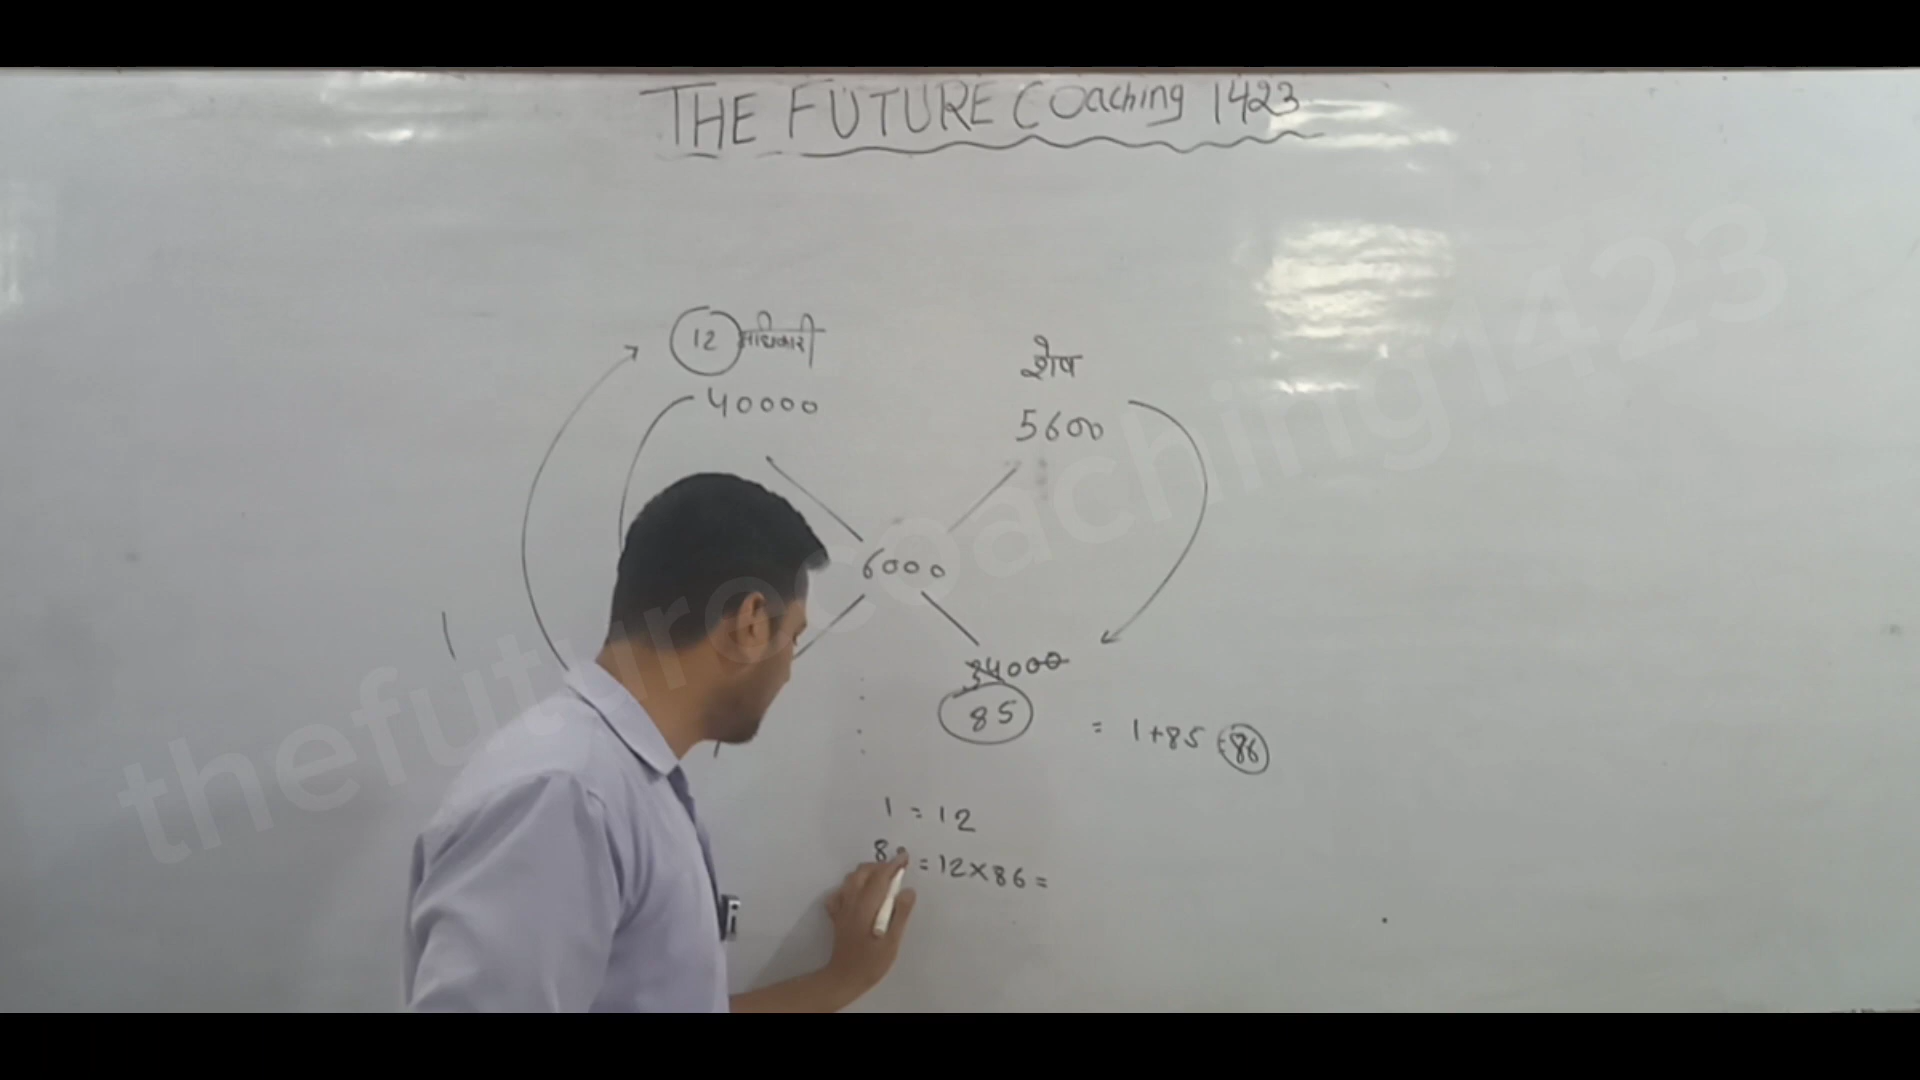 THE FUTURE Coaching 1423
12 अधिकारी
शेष
40000
5600
6000
34000
85
= 1+85 = 86
1 = 12
86 = 12×86 =
thefuturecoaching1423